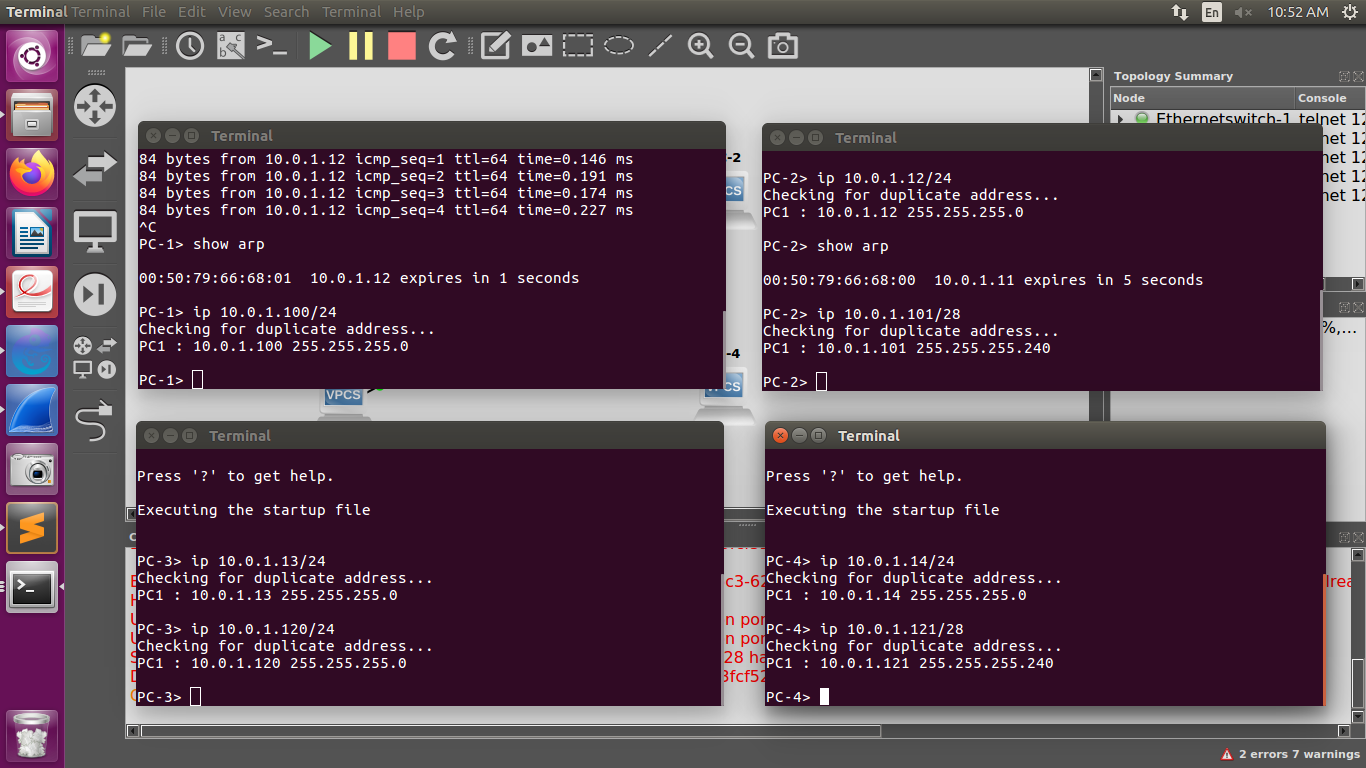 Terminal Terminal File Edit View Search Terminal Help
En
10:52 AM
Topology Summary
Node Console
Ethernetswitch-1 telnet 12
t 12
t 12
t 12
t 12
Terminal
84 bytes from 10.0.1.12 icmp_seq=1 ttl=64 time=0.146 ms
84 bytes from 10.0.1.12 icmp_seq=2 ttl=64 time=0.191 ms
84 bytes from 10.0.1.12 icmp_seq=3 ttl=64 time=0.174 ms
84 bytes from 10.0.1.12 icmp_seq=4 ttl=64 time=0.227 ms
^C
PC-1> show arp
00:50:79:66:68:01 10.0.1.12 expires in 1 seconds
PC-1> ip 10.0.1.100/24
Checking for duplicate address...
PC1 : 10.0.1.100 255.255.255.0
PC-1>
-2
PCS
Terminal
PC-2> ip 10.0.1.12/24
Checking for duplicate address...
PC1 : 10.0.1.12 255.255.255.0
PC-2> show arp
00:50:79:66:68:00 10.0.1.11 expires in 5 seconds
PC-2> ip 10.0.1.101/28
Checking for duplicate address...
PC1 : 10.0.1.101 255.255.255.240
PC-2>
%,...
-4
VPCS
VPCS
Terminal
Press '?' to get help.
Executing the startup file
PC-3> ip 10.0.1.13/24
Checking for duplicate address...
PC1 : 10.0.1.13 255.255.255.0
PC-3> ip 10.0.1.120/24
Checking for duplicate address...
PC1 : 10.0.1.120 255.255.255.0
PC-3>
c3-62
n por
n por
28 ha
3fcf52
Terminal
Press '?' to get help.
Executing the startup file
PC-4> ip 10.0.1.14/24
Checking for duplicate address...
PC1 : 10.0.1.14 255.255.255.0
PC-4> ip 10.0.1.121/28
Checking for duplicate address...
PC1 : 10.0.1.121 255.255.255.240
PC-4>
lrea
2 errors 7 warnings